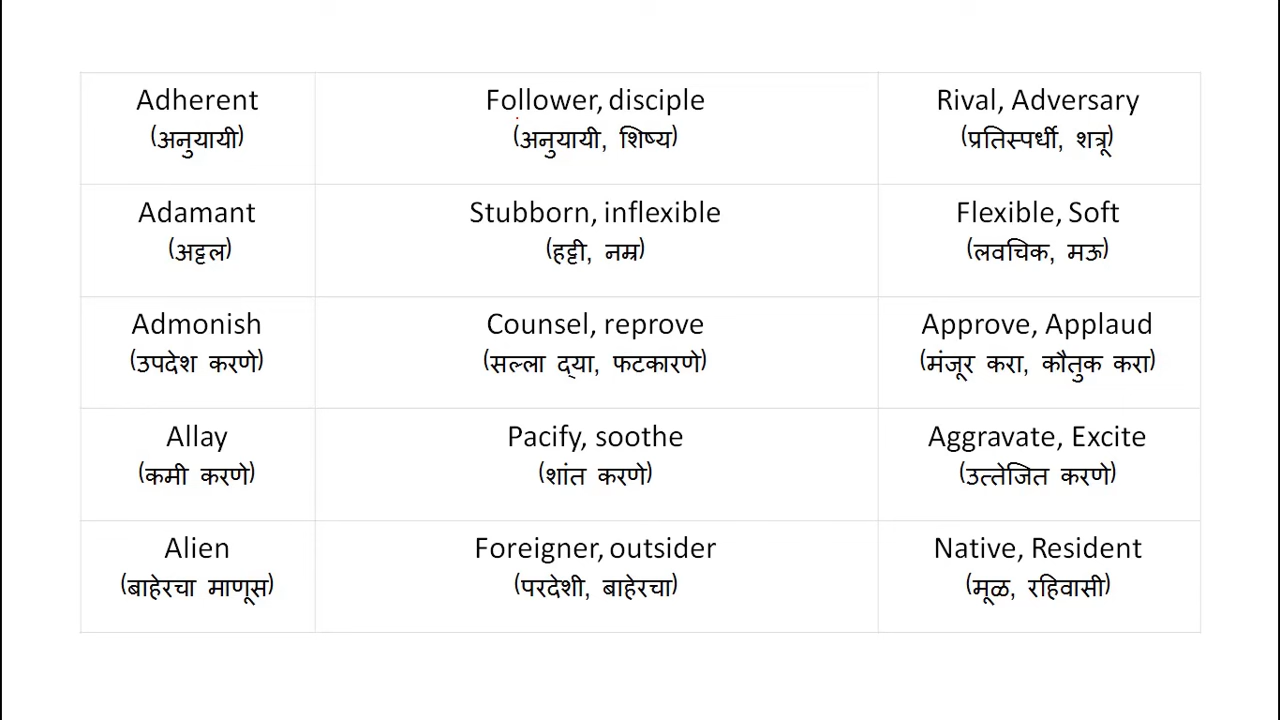 Adherent
(अनुयायी)
Follower, disciple
(अनुयायी, शिष्य)
Rival, Adversary
(प्रतिस्पर्धी, शत्रू)
Adamant
(अट्टल)
Stubborn, inflexible
(हट्टी, नम्र)
Flexible, Soft
(लवचिक, मऊ)
Admonish
(उपदेश करणे)
Counsel, reprove
(सल्ला द्‌या, फटकारणे)
Approve, Applaud
(मंजूर करा, कौतुक करा)
Allay
(कमी करणे)
Pacify, soothe
(शांत करणे)
Aggravate, Excite
(उत्तेजित करणे)
Alien
(बाहेरचा माणूस)
Foreigner, outsider
(परदेशी, बाहेरचा)
Native, Resident
(मूळ, रहिवासी)